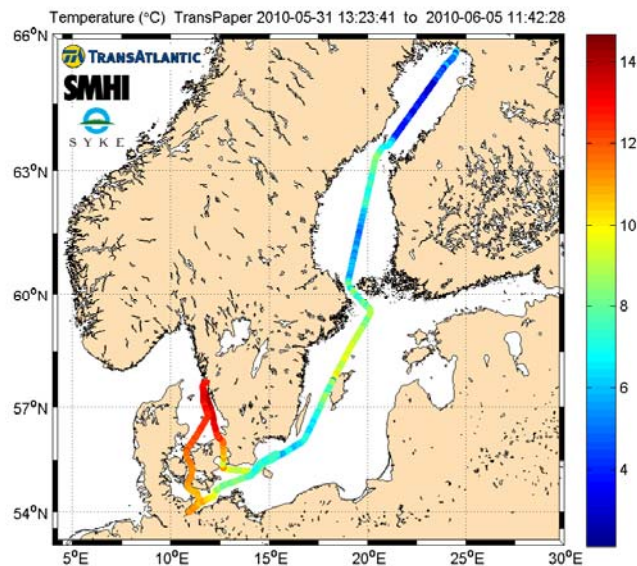 Temperature (°C) TransPaper 2010-05-31 13:23:41 to 2010-06-05 11:42:28
66°N
TRANSATLANTIC
SMHI
SYKE
63°N
60°N
57°N
54°N
5°E 10°E 15°E 20°E 25°E 30°E
14
12
10
8
6
4